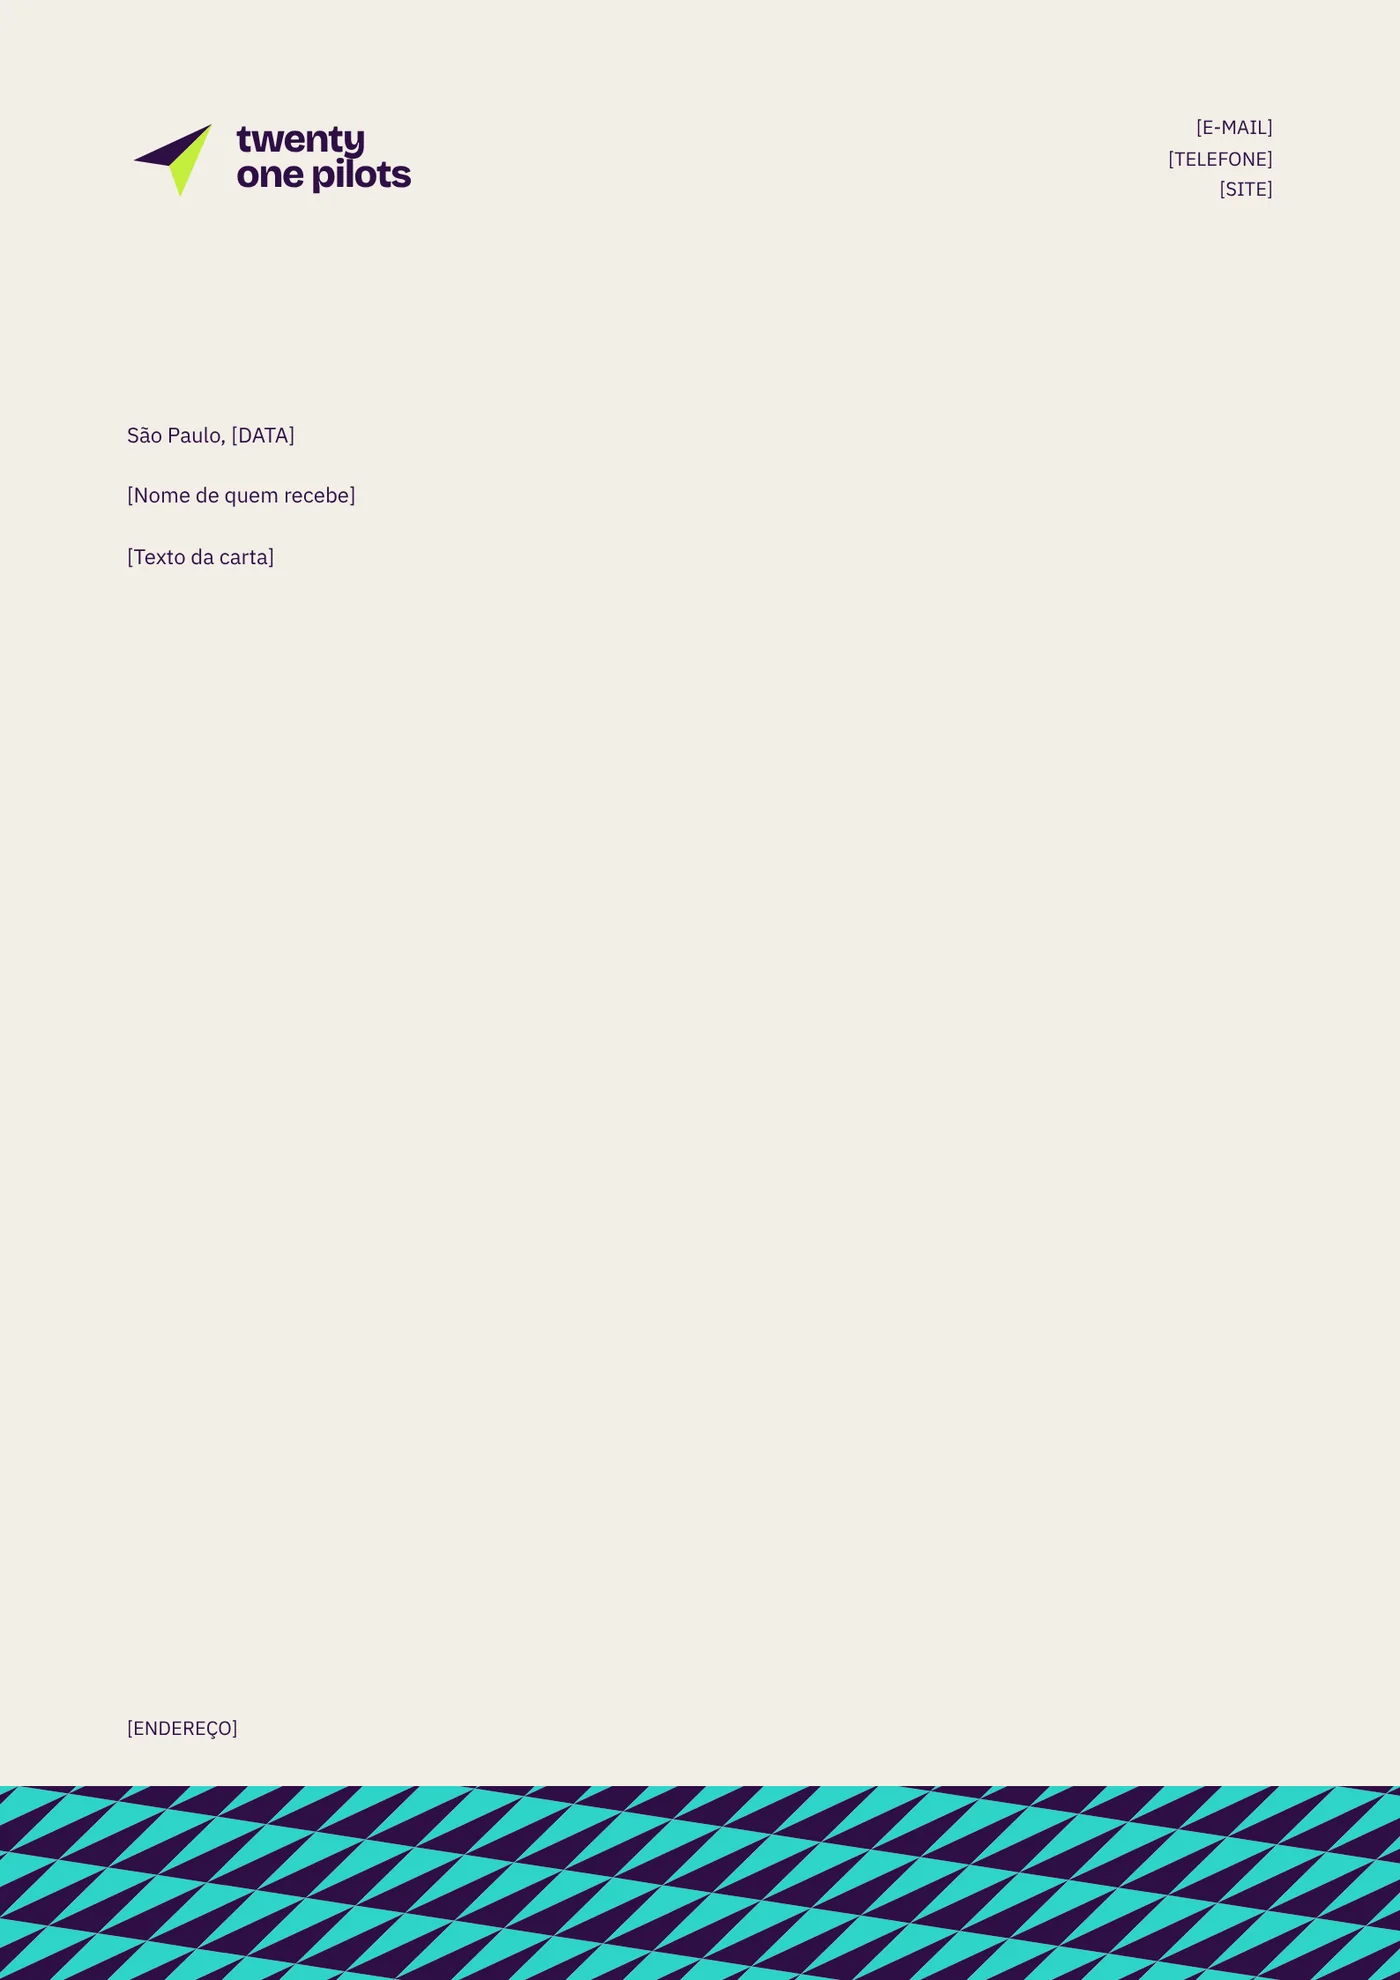 twenty
one pilots
[E-MAIL]
[TELEFONE]
[SITE]
São Paulo, [DATA]
[Nome de quem recebe]
[Texto da carta]
[ENDEREÇO]